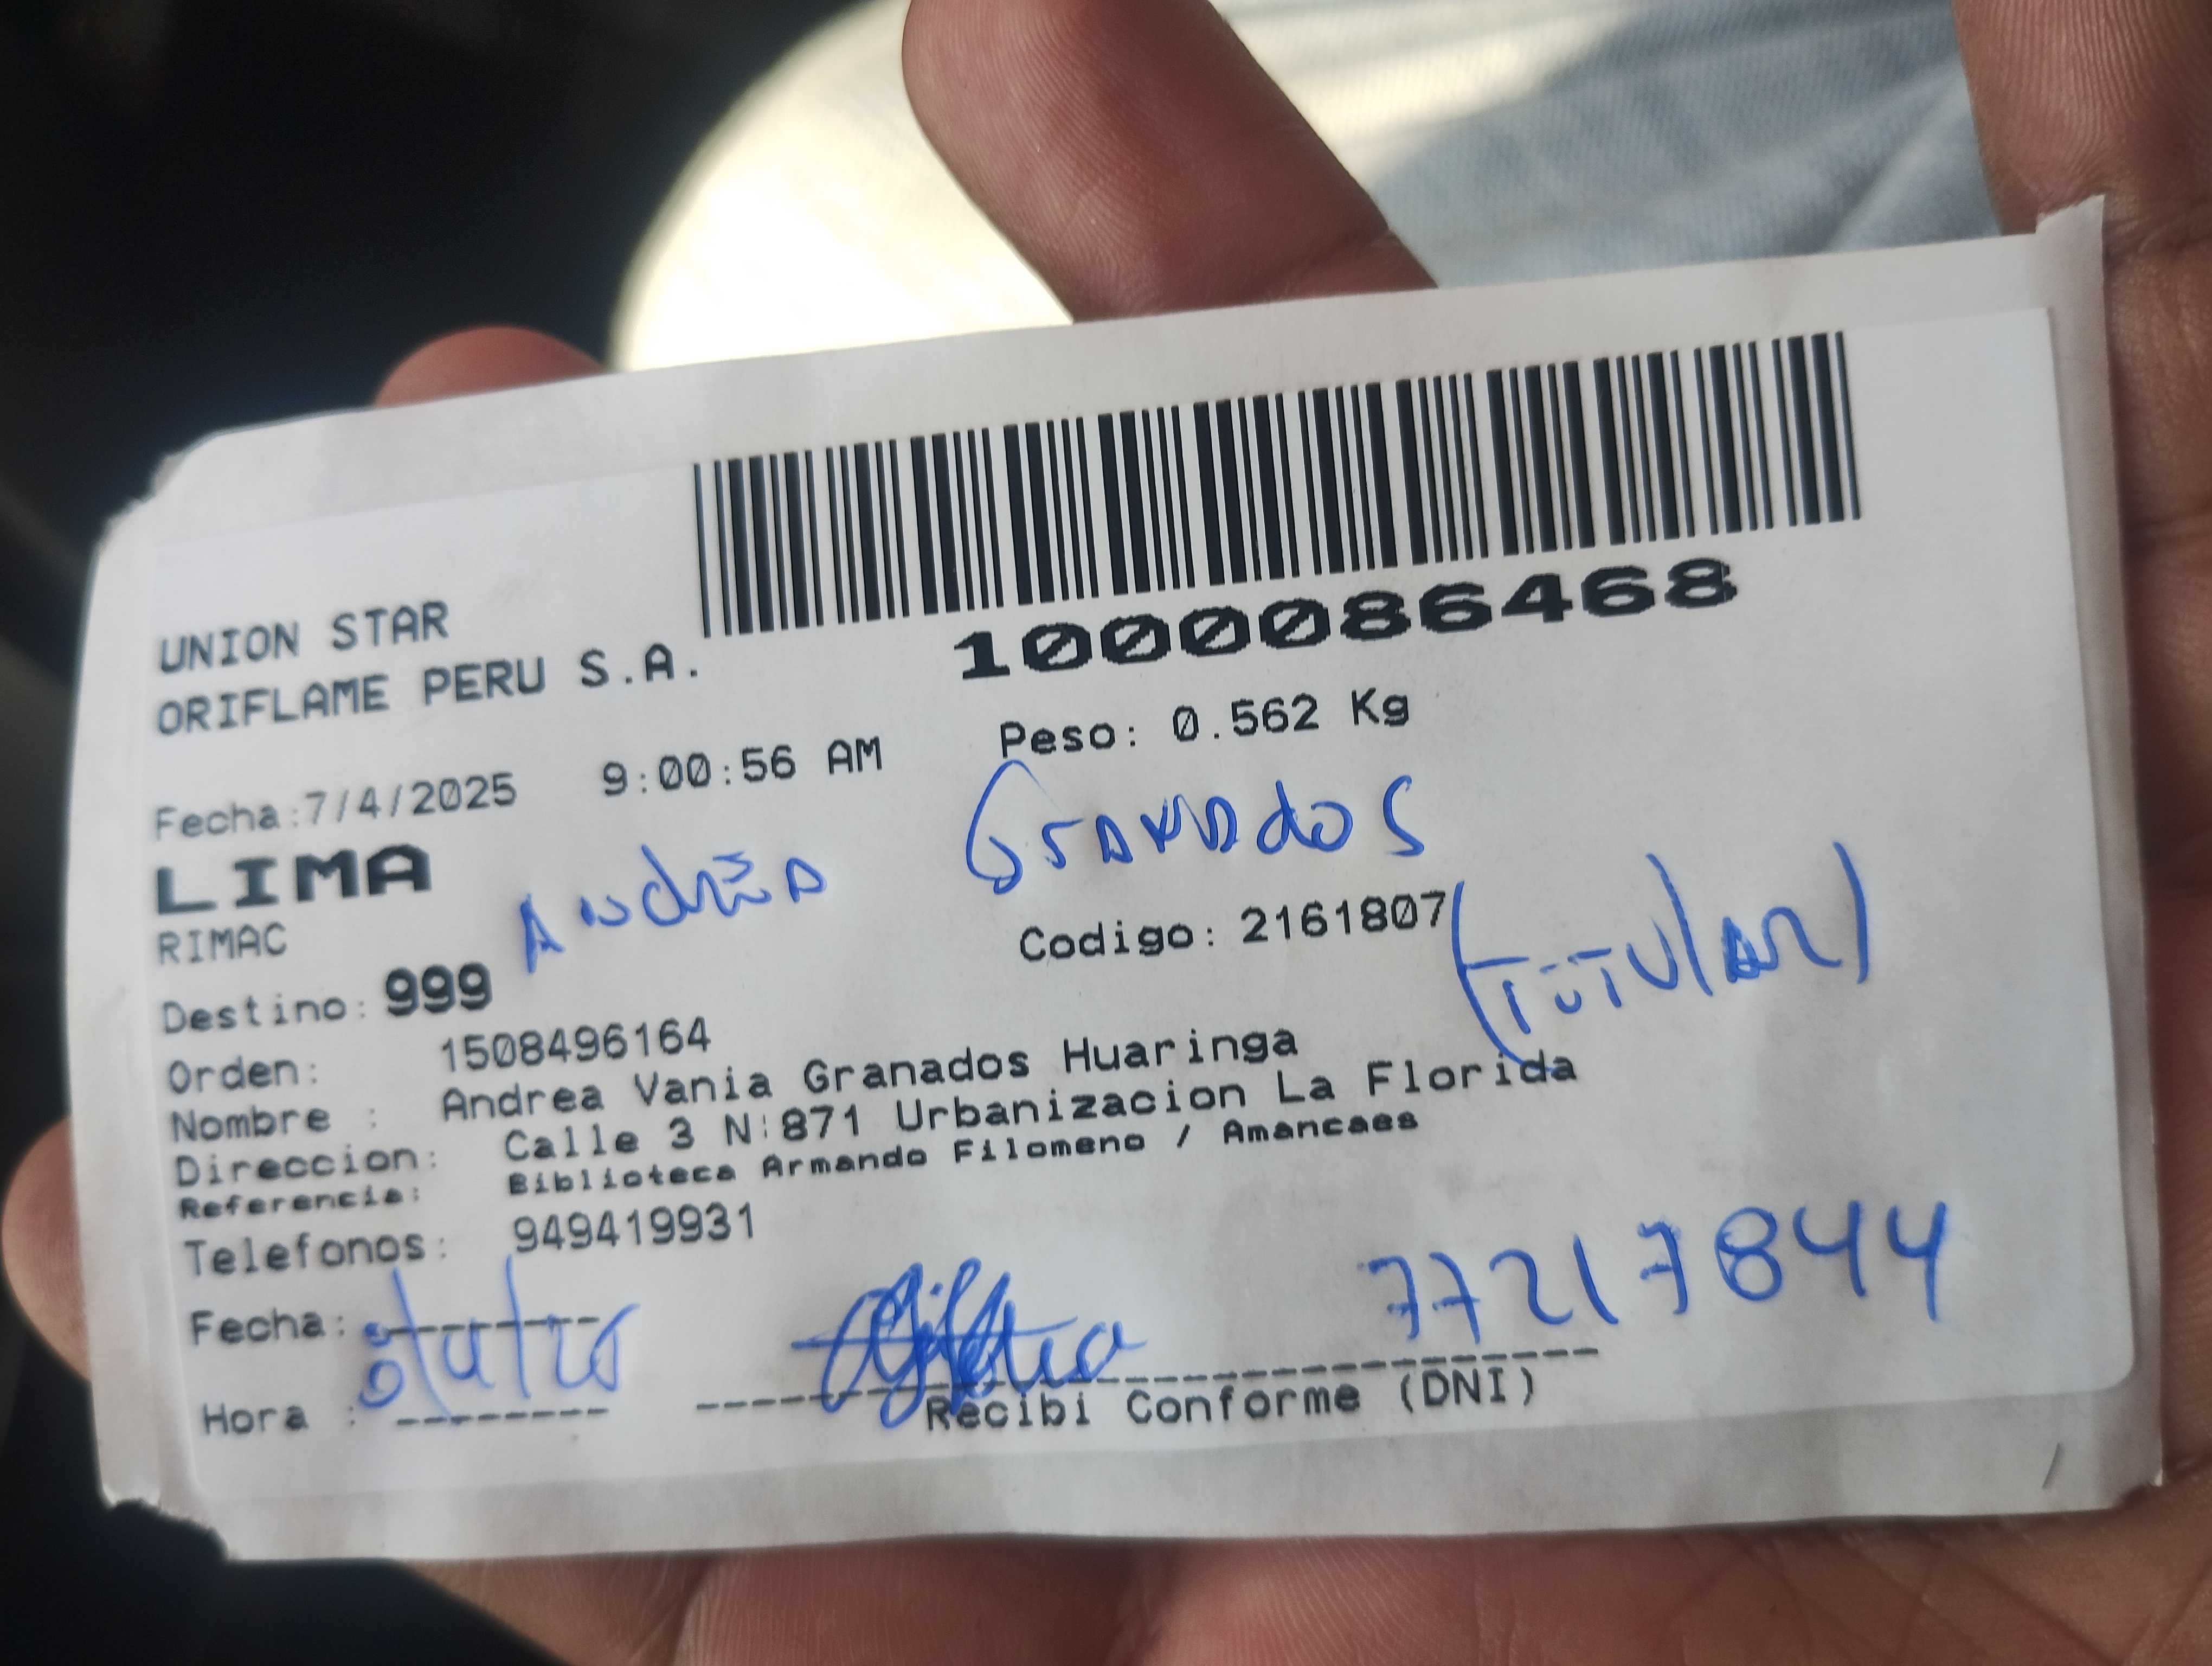 1000086468
UNION STAR
ORIFLAME PERU S.A.
Fecha:7/4/2025 9:00:56 AM Peso: 0.562 Kg
LIMA
Andrea Granados
RIMAC
Codigo: 2161807
(TiTulAR)
Destino: 999
Orden: 1508496164
Nombre : Andrea Vania Granados Huaringa
Direccion: Calle 3 N:871 Urbanizacion La Florida
Referencia: Biblioteca Armando Filomeno / Amancaes
Telefonos: 949419931
Fecha:
77217844
Hora :
Recibi Conforme (DNI)